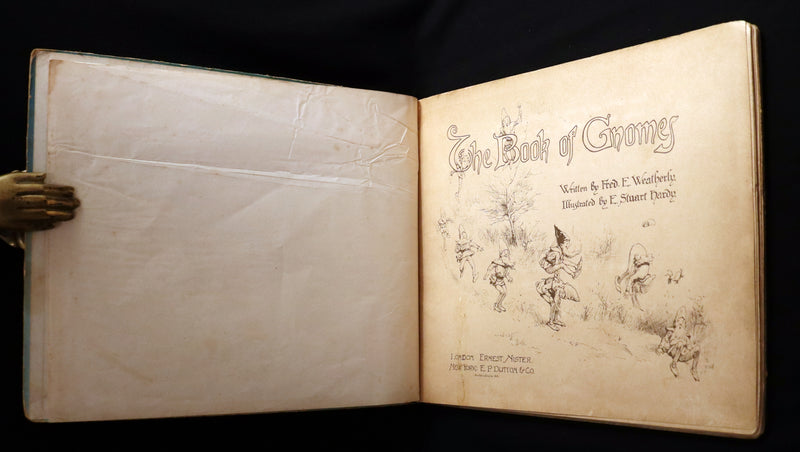 The Book of Gnomes
Written by Fred. E. Weatherly.
Illustrated by E. Stuart Hardy
London Ernest Nister
New York: E. P. Dutton & Co.